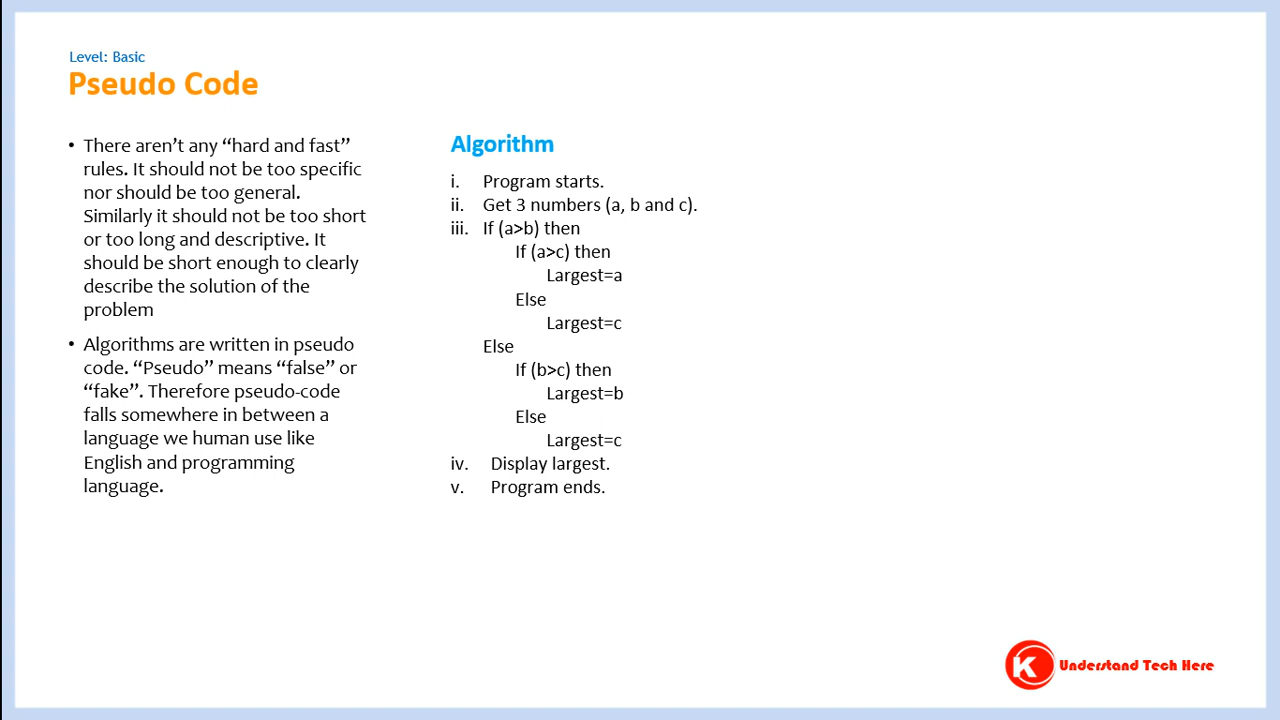 Level: Basic
Pseudo Code
• There aren’t any “hard and fast”
rules. It should not be too specific
nor should be too general.
Similarly it should not be too short
or too long and descriptive. It
should be short enough to clearly
describe the solution of the
problem
• Algorithms are written in pseudo
code. “Pseudo” means “false” or
“fake”. Therefore pseudo-code
falls somewhere in between a
language we human use like
English and programming
language.
Algorithm
i. Program starts.
ii. Get 3 numbers (a, b and c).
iii. If (a>b) then
If (a>c) then
Largest=a
Else
Largest=c
Else
If (b>c) then
Largest=b
Else
Largest=c
iv. Display largest.
v. Program ends.
K Understand Tech Here